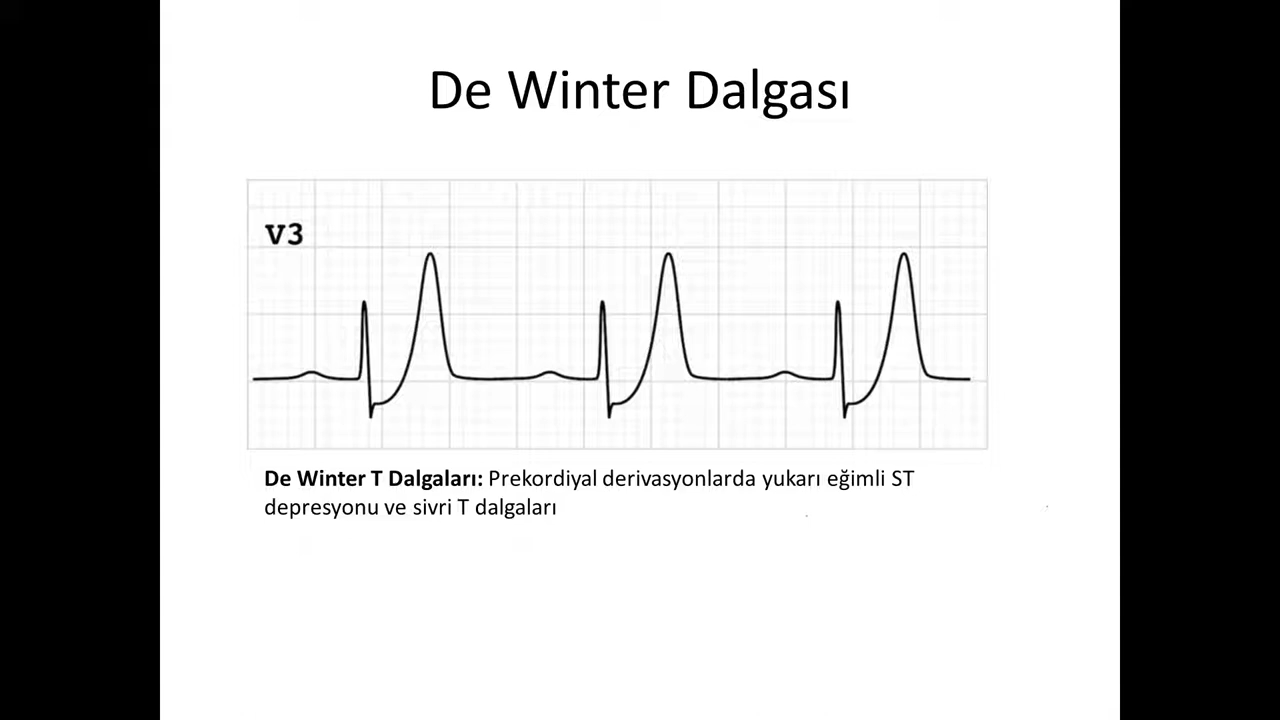 De Winter Dalgası
V3
De Winter T Dalgaları: Prekordiyal derivasyonlarda yukarı eğimli ST
depresyonu ve sivri T dalgaları